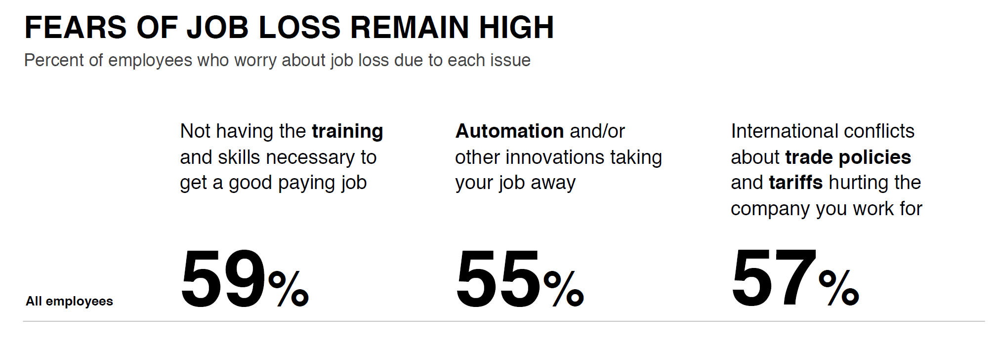 FEARS OF JOB LOSS REMAIN HIGH
Percent of employees who worry about job loss due to each issue
Not having the training
and skills necessary to
get a good paying job
Automation and/or
other innovations taking
your job away
International conflicts
about trade policies
and tariffs hurting the
company you work for
All employees
59%
55%
57%